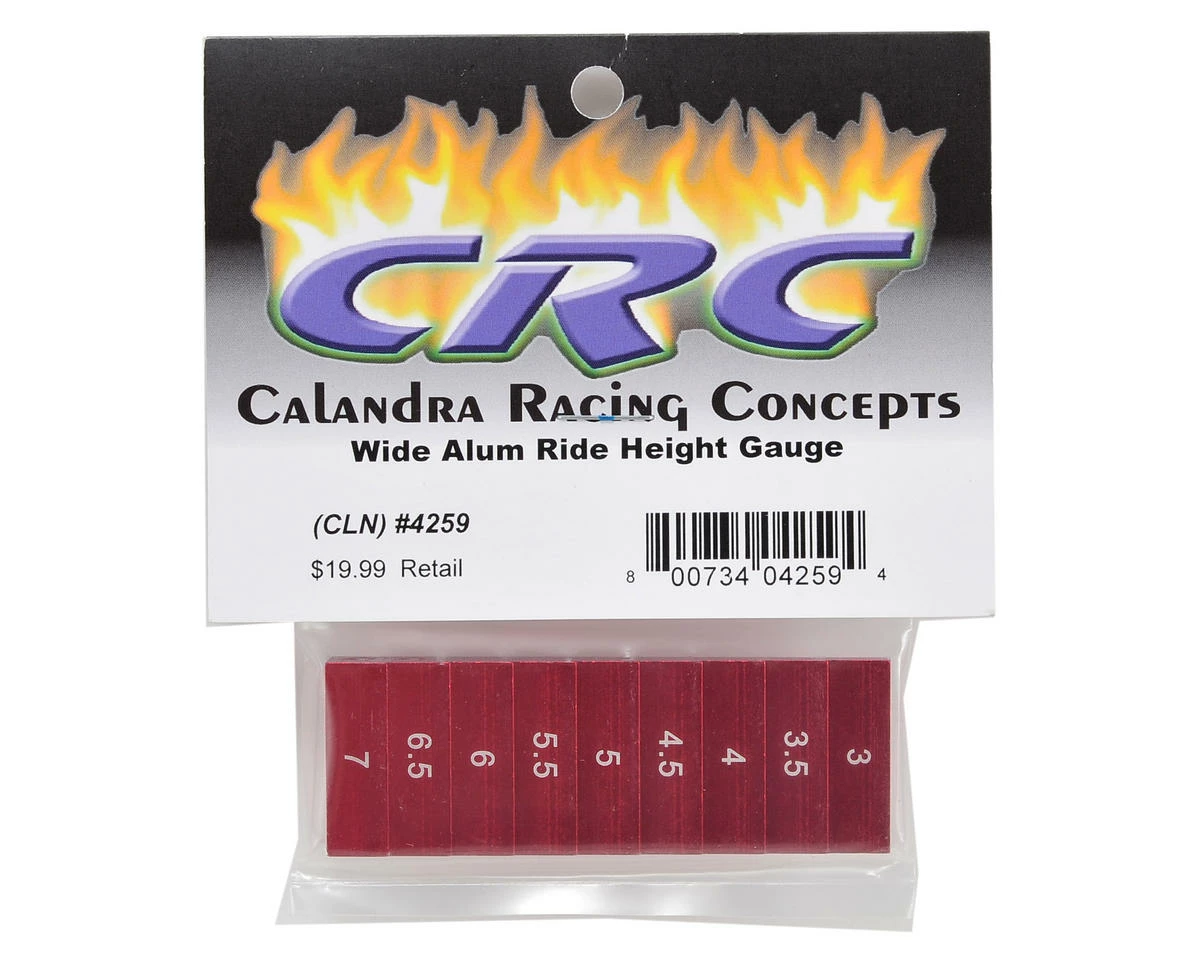 CRC
Calandra Racing Concepts
Wide Alum Ride Height Gauge
(CLN) #4259
$19.99 Retail
8 00734 04259 4
7 6.5 6 5.5 5 4.5 4 3.5 3